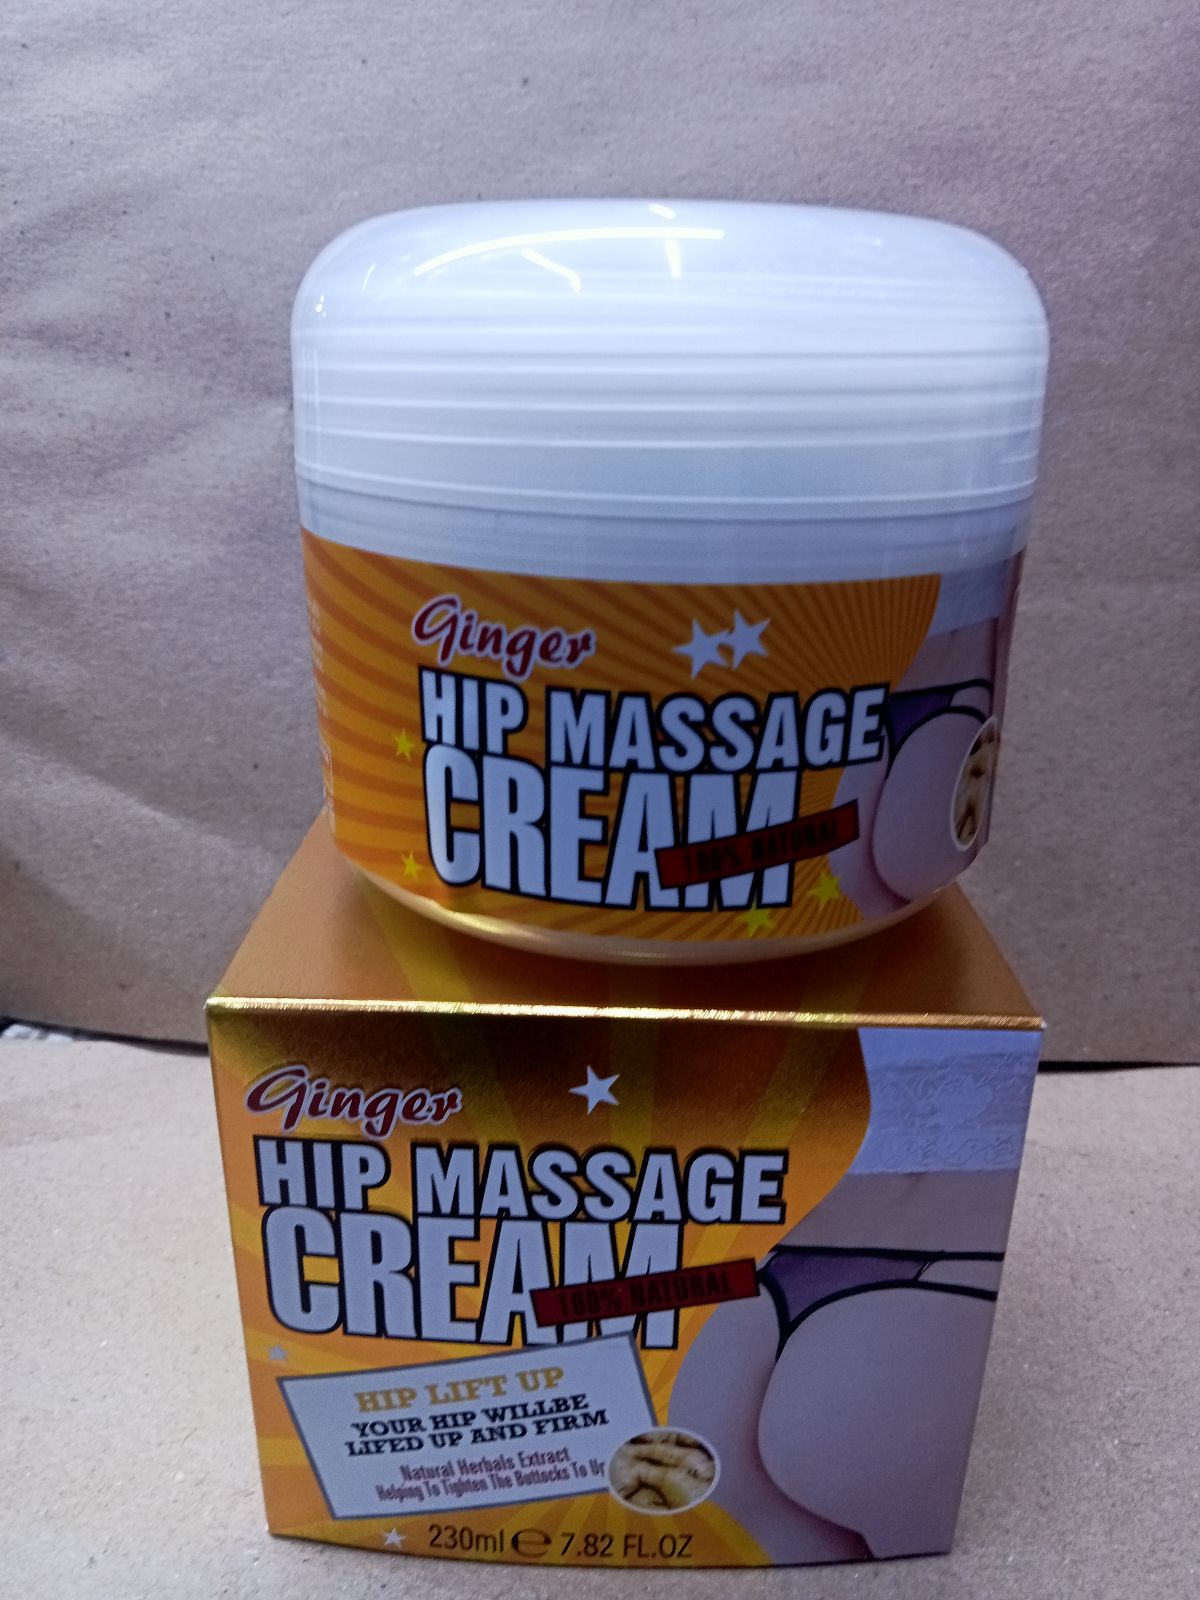 Ginger
HIP MASSAGE
CREAM
100% NATURAL
Ginger
HIP MASSAGE
CREAM
100% NATURAL
HIP LIFT UP
YOUR HIP WILLBE
LIFED UP AND FIRM
Natural Herbals Extract
Helping To Tighten The Buttocks To Up
230ml ℮ 7.82 FL.OZ